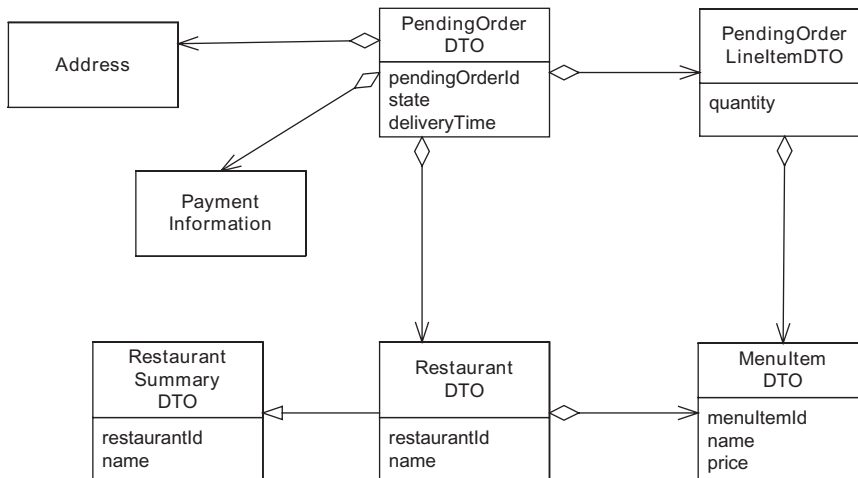 Address
PendingOrder
DTO
pendingOrderId
state
deliveryTime
PendingOrder
LineItemDTO
quantity
Payment
Information
Restaurant
Summary
DTO
restaurantId
name
Restaurant
DTO
restaurantId
name
MenuItem
DTO
menuItemId
name
price